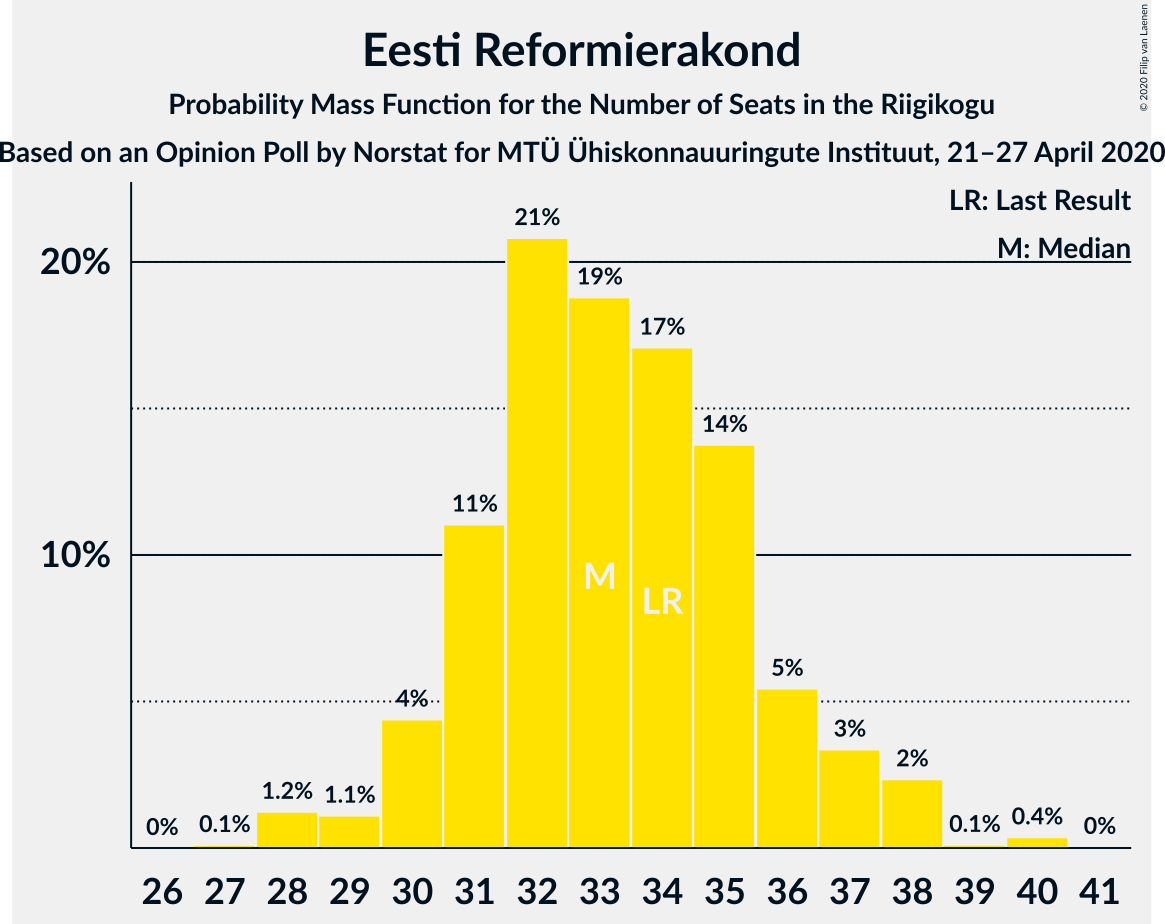 Eesti Reformierakond
Probability Mass Function for the Number of Seats in the Riigikogu
Based on an Opinion Poll by Norstat for MTÜ Ühiskonnauuringute Instituut, 21–27 April 2020
© 2020 Filip van Laenen
LR: Last Result
M: Median
20%
10%
0%
0.1%
1.2%
1.1%
4%
11%
21%
19%
17%
14%
5%
3%
2%
0.1%
0.4%
0%
M
LR
26 27 28 29 30 31 32 33 34 35 36 37 38 39 40 41